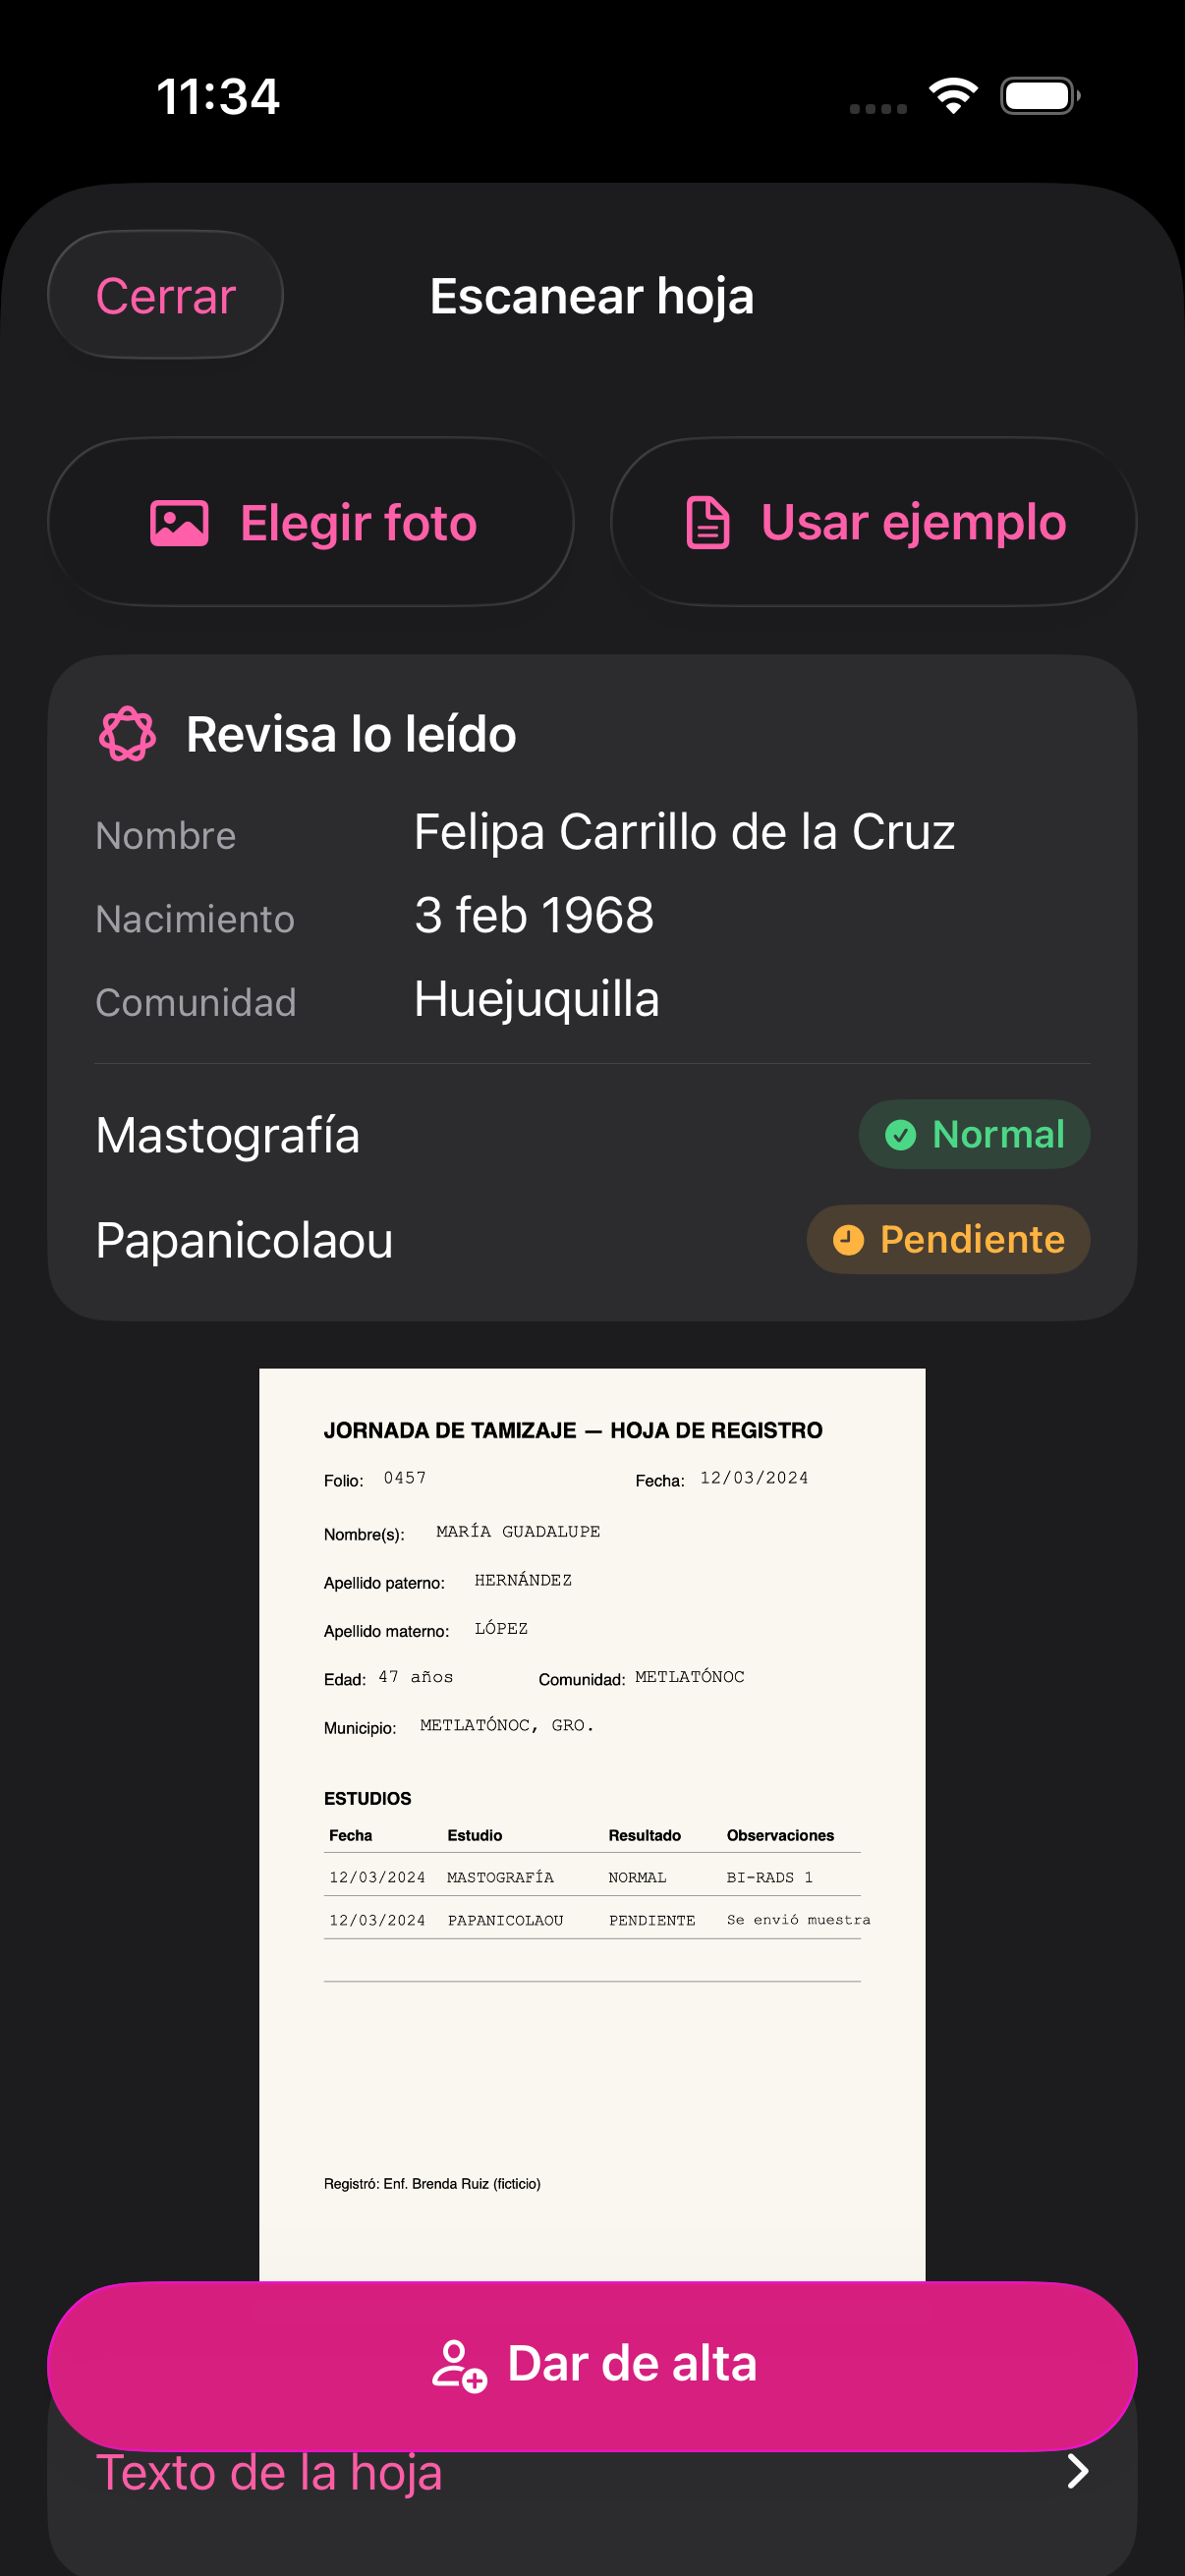 11:34
Cerrar
Escanear hoja
Elegir foto
Usar ejemplo
Revisa lo leído
Nombre Felipa Carrillo de la Cruz
Nacimiento 3 feb 1968
Comunidad Huejuquilla
Mastografía Normal
Papanicolaou Pendiente
JORNADA DE TAMIZAJE — HOJA DE REGISTRO
Folio: 0457 Fecha: 12/03/2024
Nombre(s): MARÍA GUADALUPE
Apellido paterno: HERNÁNDEZ
Apellido materno: LÓPEZ
Edad: 47 años Comunidad: METLATÓNOC
Municipio: METLATÓNOC, GRO.
ESTUDIOS
Fecha Estudio Resultado Observaciones
12/03/2024 MASTOGRAFÍA NORMAL BI-RADS 1
12/03/2024 PAPANICOLAOU PENDIENTE Se envió muestra
Registró: Enf. Brenda Ruiz (ficticio)
Dar de alta
Texto de la hoja